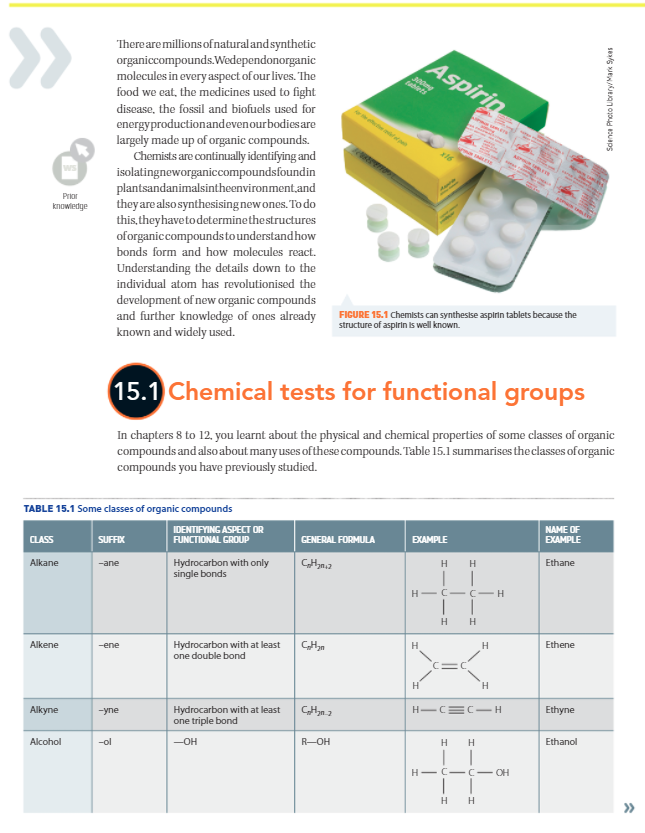 There are millions of natural and synthetic
organic compounds. We depend on organic
molecules in every aspect of our lives. The
food we eat, the medicines used to fight
disease, the fossil and biofuels used for
energy production and even our bodies are
largely made up of organic compounds.
Chemists are continually identifying and
isolating new organic compounds found in
plants and animals in the environment, and
they are also synthesising new ones. To do
this, they have to determine the structures
of organic compounds to understand how
bonds form and how molecules react.
Understanding the details down to the
individual atom has revolutionised the
development of new organic compounds
and further knowledge of ones already
known and widely used.
WS
Prior
knowledge
Aspirin
300mg
tablets
x16
Science Photo Library/Mark Sykes
FIGURE 15.1 Chemists can synthesise aspirin tablets because the
structure of aspirin is well known.
15.1 Chemical tests for functional groups
In chapters 8 to 12, you learnt about the physical and chemical properties of some classes of organic
compounds and also about many uses of these compounds. Table 15.1 summarises the classes of organic
compounds you have previously studied.
TABLE 15.1 Some classes of organic compounds
CLASS SUFFIX IDENTIFYING ASPECT OR FUNCTIONAL GROUP GENERAL FORMULA EXAMPLE NAME OF EXAMPLE
Alkane –ane Hydrocarbon with only single bonds CnH2n+2 Ethane
H H
H — C — C — H
H H
Alkene –ene Hydrocarbon with at least one double bond CnH2n Ethene
H H
C=C
H H
Alkyne –yne Hydrocarbon with at least one triple bond CnH2n–2 H—C≡C—H Ethyne
Alcohol –ol —OH R—OH Ethanol
H H
H — C — C — OH
H H